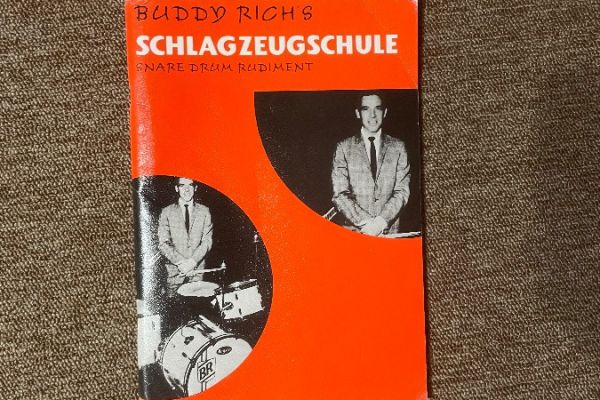 BUDDY RICH'S
SCHLAGZEUGSCHULE
SNARE DRUM RUDIMENT
BR